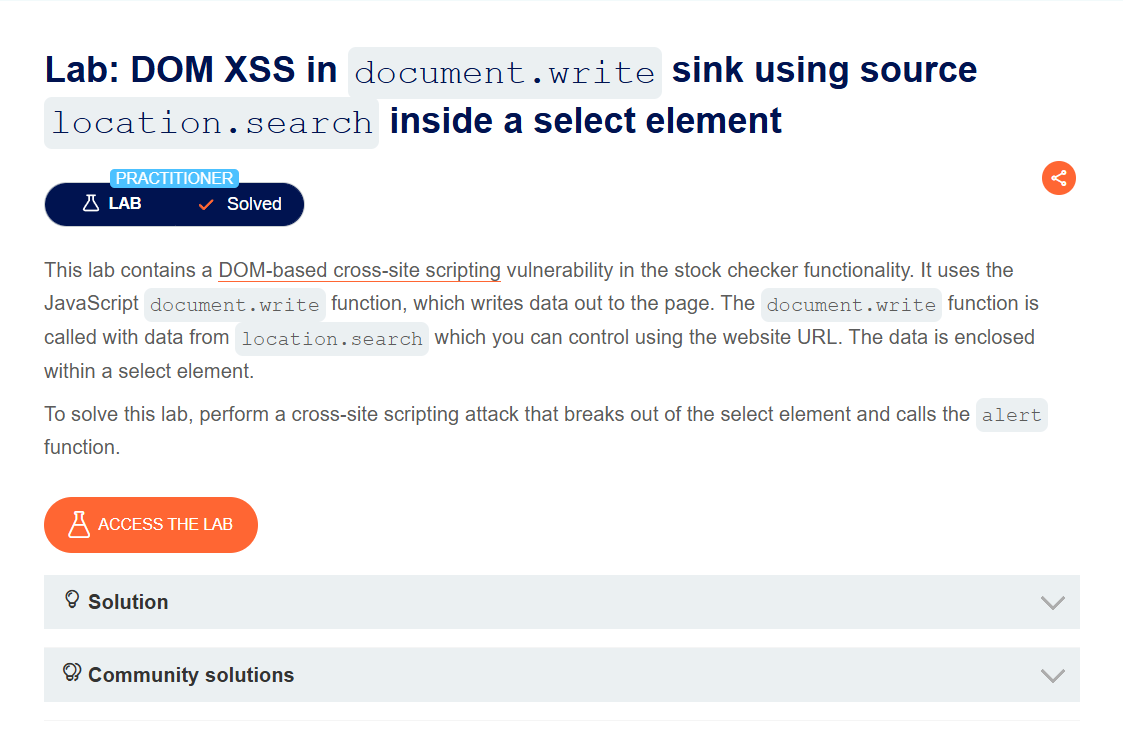 Lab: DOM XSS in document.write sink using source
location.search inside a select element
PRACTITIONER
LAB Solved
This lab contains a DOM-based cross-site scripting vulnerability in the stock checker functionality. It uses the
JavaScript document.write function, which writes data out to the page. The document.write function is
called with data from location.search which you can control using the website URL. The data is enclosed
within a select element.
To solve this lab, perform a cross-site scripting attack that breaks out of the select element and calls the alert
function.
ACCESS THE LAB
Solution
Community solutions